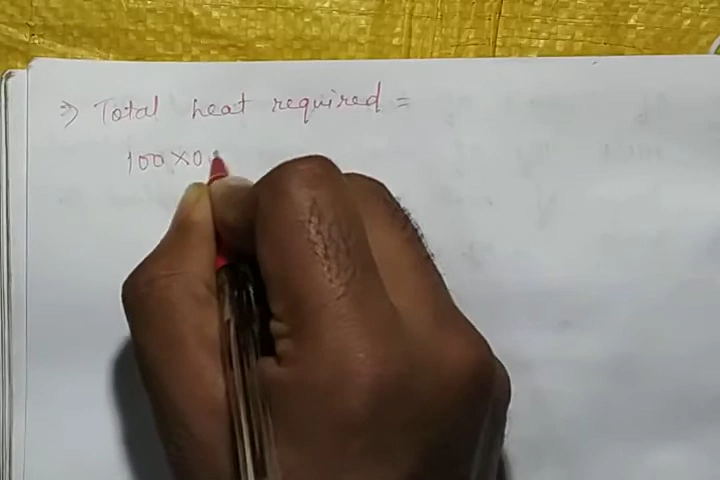 ⇒ Total heat required =
100 × 0.